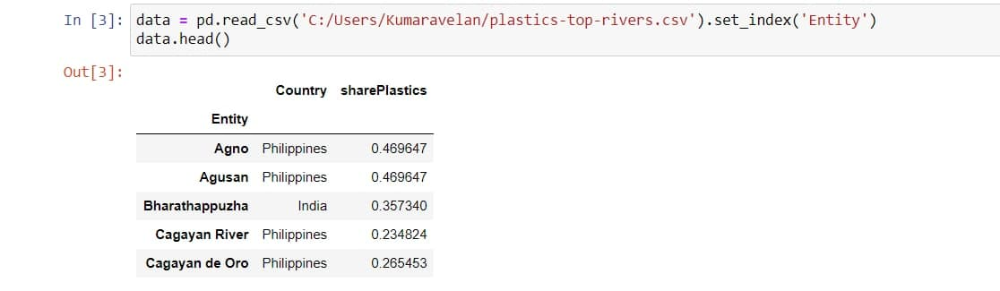 In [3]: data = pd.read_csv('C:/Users/Kumaravelan/plastics-top-rivers.csv').set_index('Entity')
data.head()
Out[3]:
Country sharePlastics
Entity
Agno Philippines 0.469647
Agusan Philippines 0.469647
Bharathappuzha India 0.357340
Cagayan River Philippines 0.234824
Cagayan de Oro Philippines 0.265453